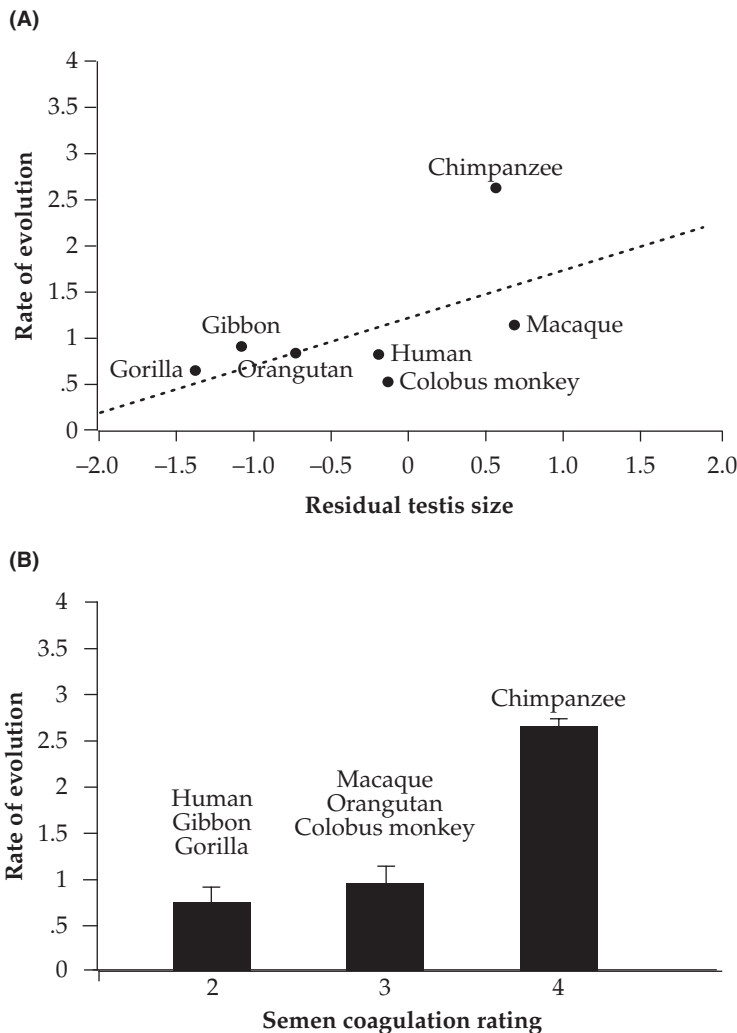 (A)
4
3.5
3
2.5
2
1.5
1
.5
0
Rate of evolution
Chimpanzee
Gibbon
Macaque
Human
Gorilla
Orangutan
Colobus monkey
–2.0 –1.5 –1.0 –0.5 0 0.5 1.0 1.5 2.0
Residual testis size
(B)
4
3.5
3
2.5
2
1.5
1
.5
0
Rate of evolution
Human
Gibbon
Gorilla
Macaque
Orangutan
Colobus monkey
Chimpanzee
2 3 4
Semen coagulation rating